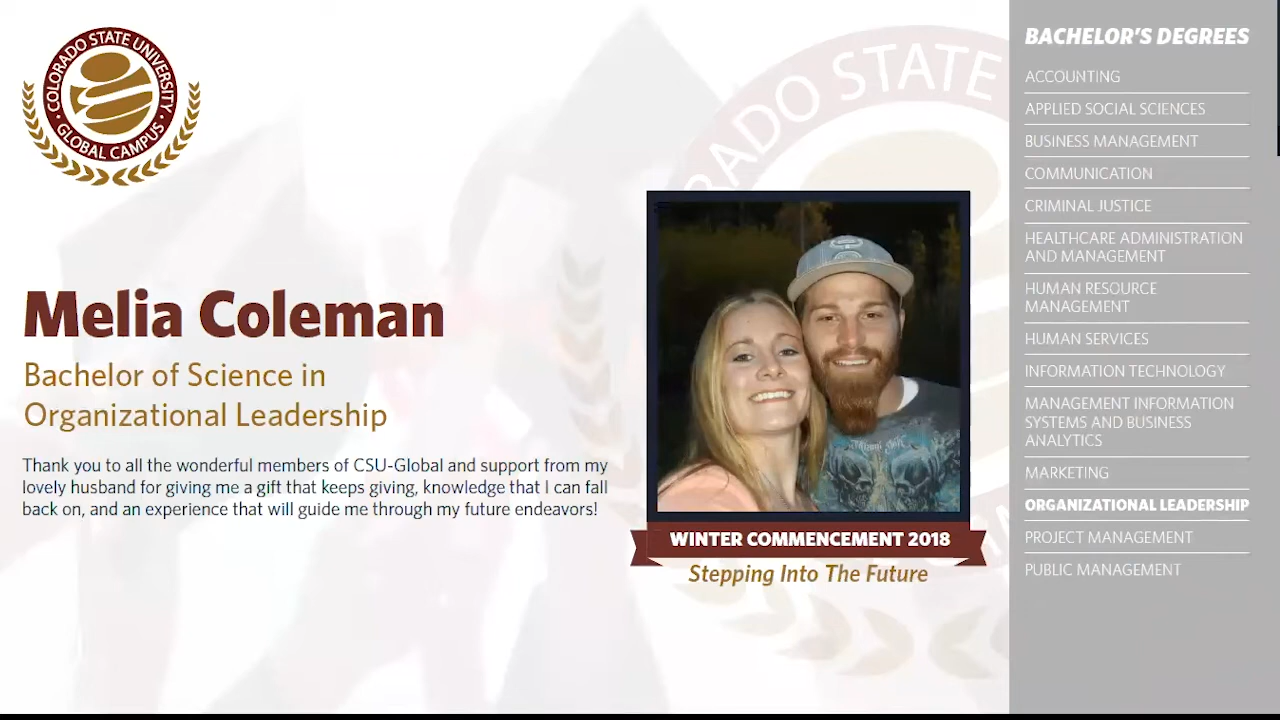 COLORADO STATE UNIVERSITY
GLOBAL CAMPUS
Melia Coleman
Bachelor of Science in
Organizational Leadership
Thank you to all the wonderful members of CSU-Global and support from my
lovely husband for giving me a gift that keeps giving, knowledge that I can fall
back on, and an experience that will guide me through my future endeavors!
RADO STATE
WINTER COMMENCEMENT 2018
Stepping Into The Future
BACHELOR'S DEGREES
ACCOUNTING
APPLIED SOCIAL SCIENCES
BUSINESS MANAGEMENT
COMMUNICATION
CRIMINAL JUSTICE
HEALTHCARE ADMINISTRATION
AND MANAGEMENT
HUMAN RESOURCE
MANAGEMENT
HUMAN SERVICES
INFORMATION TECHNOLOGY
MANAGEMENT INFORMATION
SYSTEMS AND BUSINESS
ANALYTICS
MARKETING
ORGANIZATIONAL LEADERSHIP
PROJECT MANAGEMENT
PUBLIC MANAGEMENT